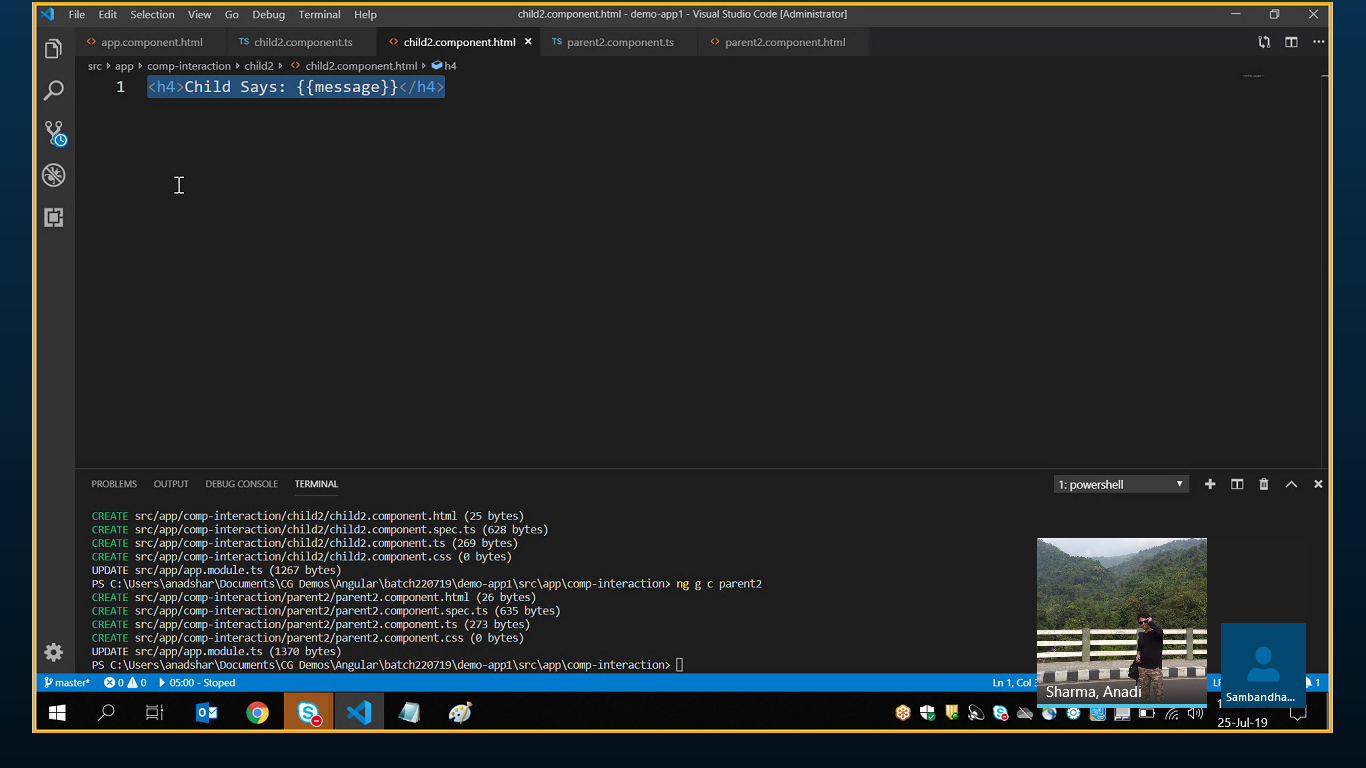 File Edit Selection View Go Debug Terminal Help
child2.component.html - demo-app1 - Visual Studio Code [Administrator]
app.component.html
TS child2.component.ts
child2.component.html
TS parent2.component.ts
parent2.component.html
src app comp-interaction child2 child2.component.html h4
1 <h4>Child Says: {{message}}</h4>
PROBLEMS OUTPUT DEBUG CONSOLE TERMINAL
1: powershell
CREATE src/app/comp-interaction/child2/child2.component.html (25 bytes)
CREATE src/app/comp-interaction/child2/child2.component.spec.ts (628 bytes)
CREATE src/app/comp-interaction/child2/child2.component.ts (269 bytes)
CREATE src/app/comp-interaction/child2/child2.component.css (0 bytes)
UPDATE src/app/app.module.ts (1267 bytes)
PS C:\Users\anadshar\Documents\CG Demos\Angular\batch220719\demo-app1\src\app\comp-interaction> ng g c parent2
CREATE src/app/comp-interaction/parent2/parent2.component.html (26 bytes)
CREATE src/app/comp-interaction/parent2/parent2.component.spec.ts (635 bytes)
CREATE src/app/comp-interaction/parent2/parent2.component.ts (273 bytes)
CREATE src/app/comp-interaction/parent2/parent2.component.css (0 bytes)
UPDATE src/app/app.module.ts (1370 bytes)
PS C:\Users\anadshar\Documents\CG Demos\Angular\batch220719\demo-app1\src\app\comp-interaction>
Sharma, Anadi
Sambandha...
master* 0 0 05:00 - Stoped
Ln 1, Col
1
25-Jul-19